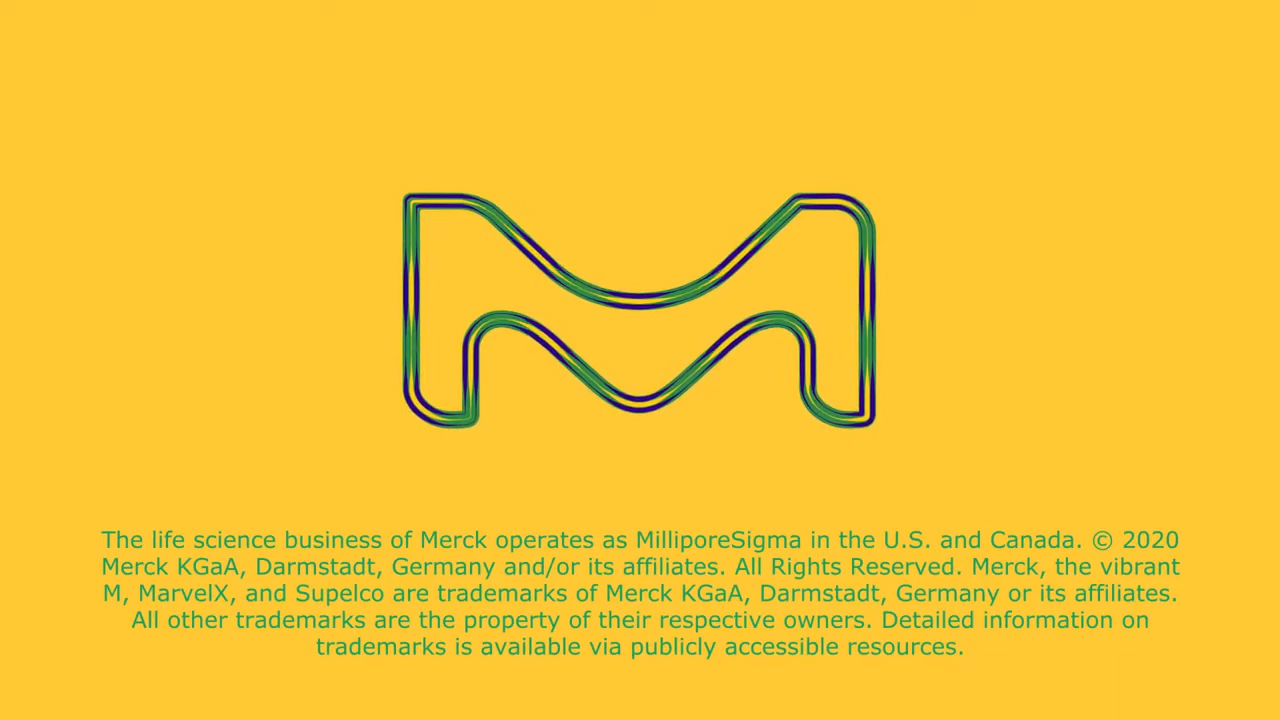 The life science business of Merck operates as MilliporeSigma in the U.S. and Canada. © 2020
Merck KGaA, Darmstadt, Germany and/or its affiliates. All Rights Reserved. Merck, the vibrant
M, MarvelX, and Supelco are trademarks of Merck KGaA, Darmstadt, Germany or its affiliates.
All other trademarks are the property of their respective owners. Detailed information on
trademarks is available via publicly accessible resources.